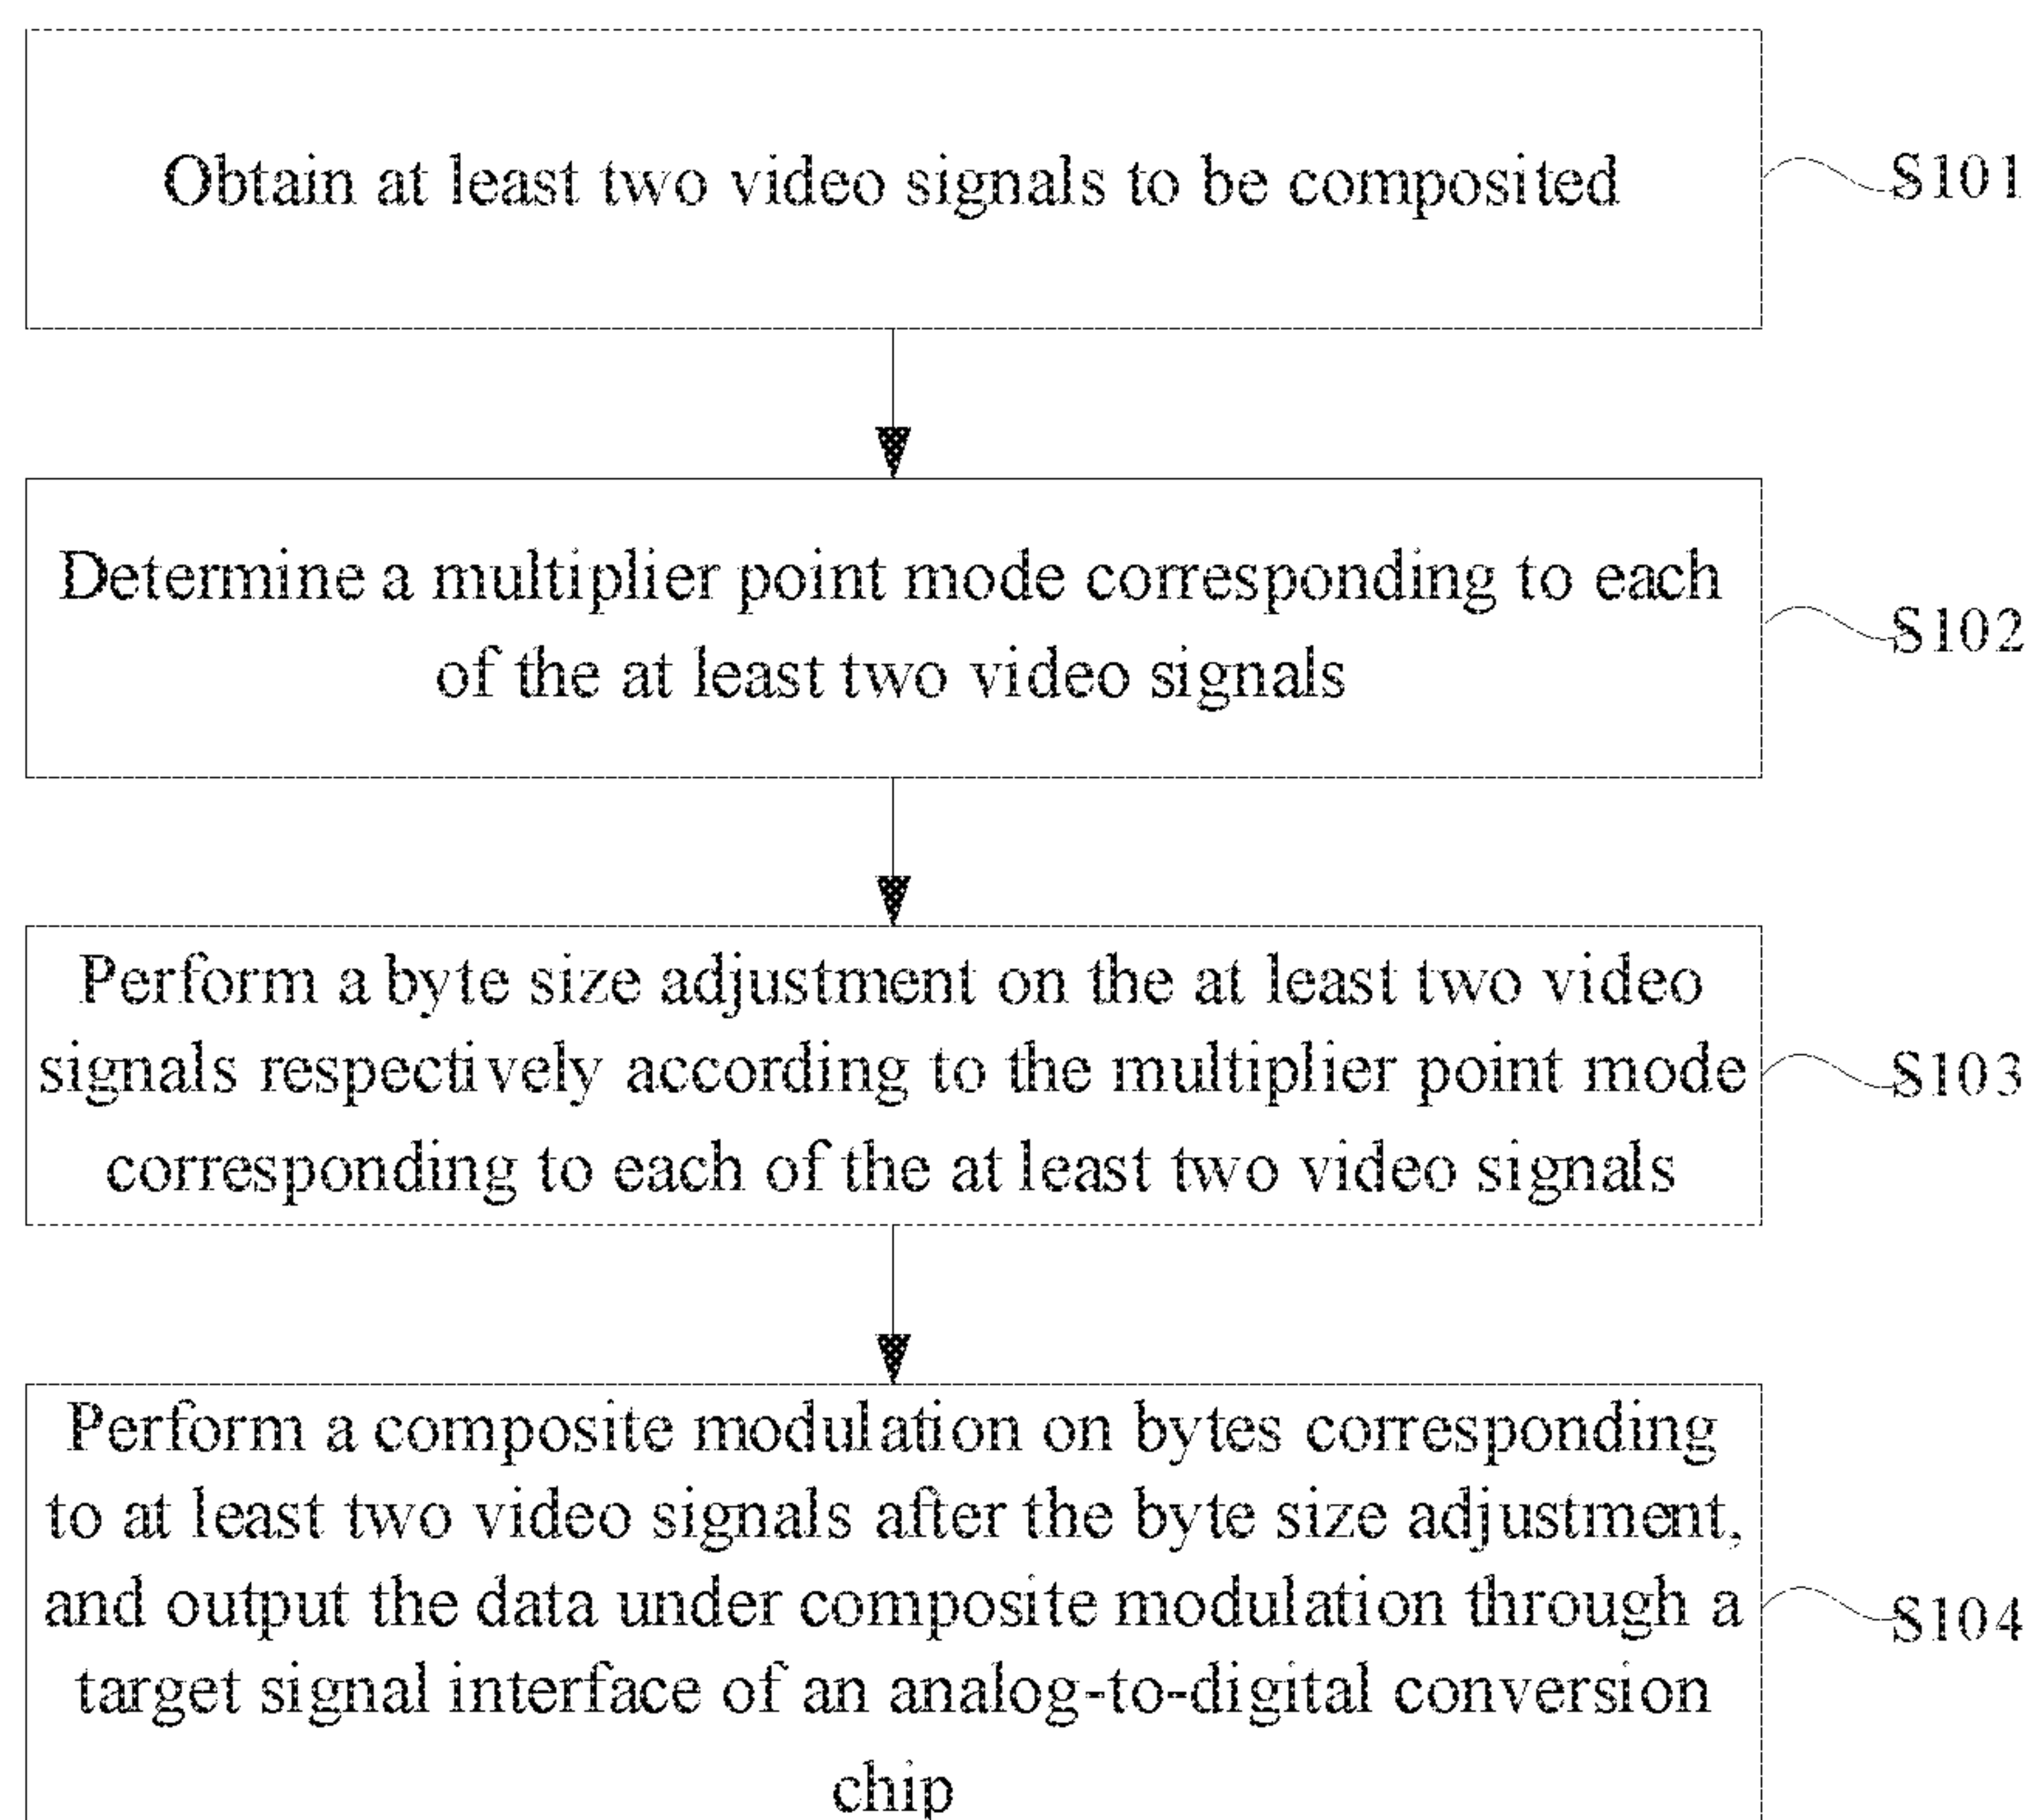 Obtain at least two video signals to be composited
S101
Determine a multiplier point mode corresponding to each
of the at least two video signals
S102
Perform a byte size adjustment on the at least two video
signals respectively according to the multiplier point mode
corresponding to each of the at least two video signals
S103
Perform a composite modulation on bytes corresponding
to at least two video signals after the byte size adjustment,
and output the data under composite modulation through a
target signal interface of an analog-to-digital conversion
chip
S104